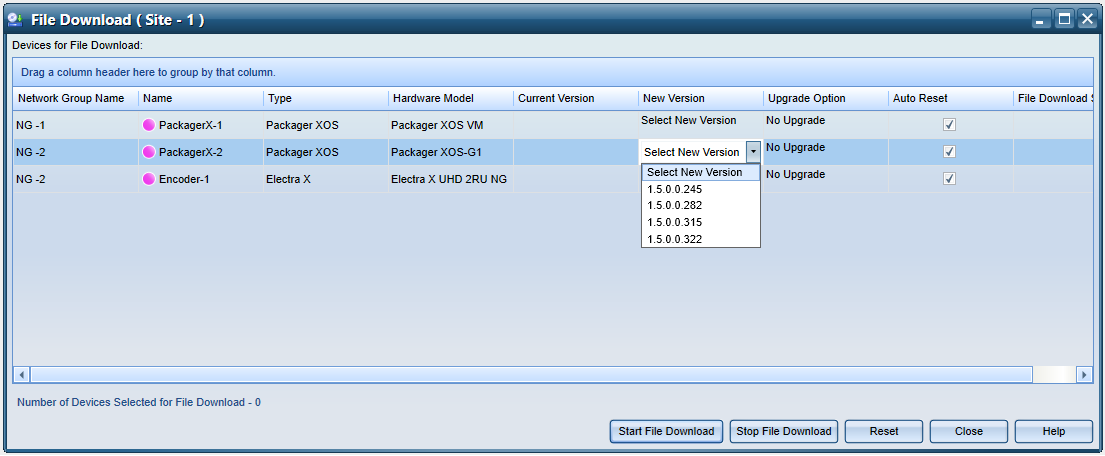 File Download ( Site - 1 )
Devices for File Download:
Drag a column header here to group by that column.
Network Group Name Name Type Hardware Model Current Version New Version Upgrade Option Auto Reset File Download S
NG -1 PackagerX-1 Packager XOS Packager XOS VM Select New Version No Upgrade
NG -2 PackagerX-2 Packager XOS Packager XOS-G1 Select New Version No Upgrade
NG -2 Encoder-1 Electra X Electra X UHD 2RU NG Select New Version No Upgrade
1.5.0.0.245
1.5.0.0.282
1.5.0.0.315
1.5.0.0.322
Number of Devices Selected for File Download - 0
Start File Download Stop File Download Reset Close Help